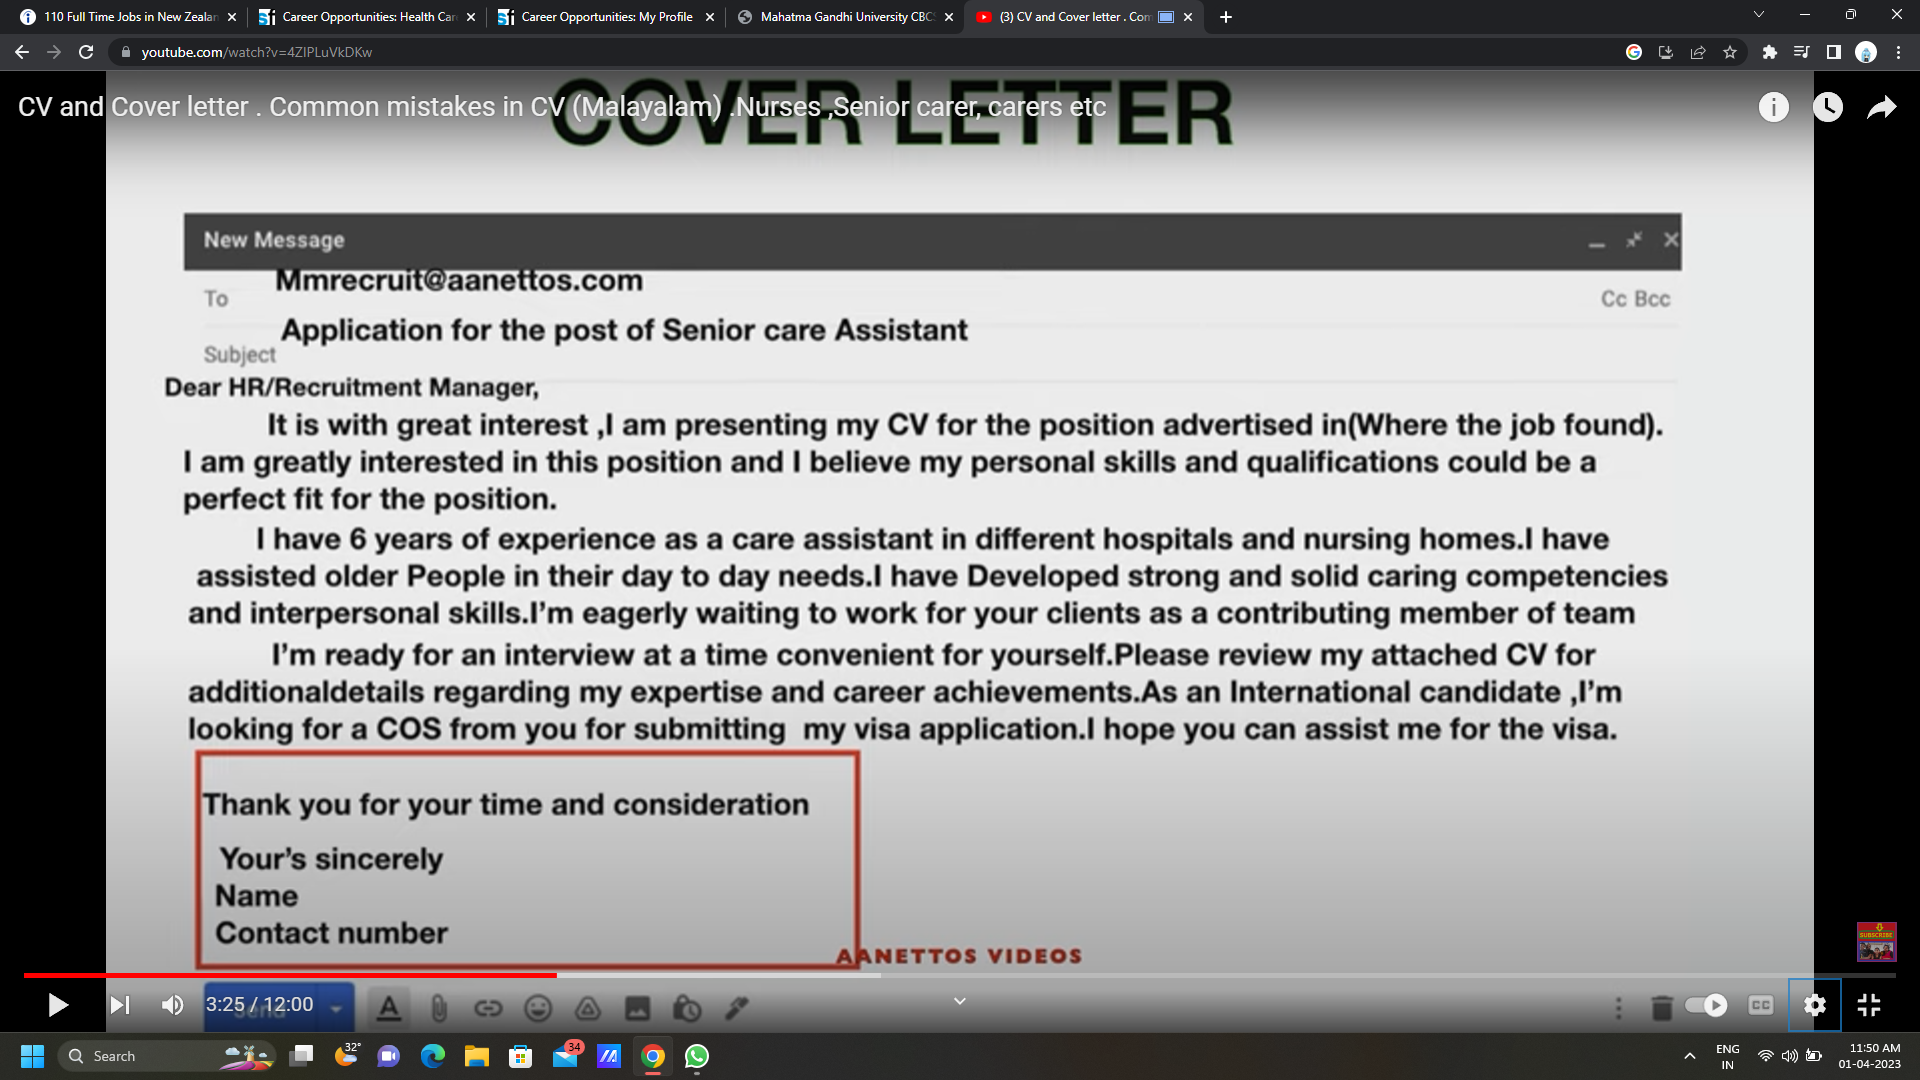 110 Full Time Jobs in New Zealan
Career Opportunities: Health Car
Career Opportunities: My Profile
Mahatma Gandhi University CBCS
(3) CV and Cover letter . Com
youtube.com/watch?v=4ZIPLuVkDKw
COVER LETTER
CV and Cover letter . Common mistakes in CV (Malayalam) .Nurses ,Senior carer, carers etc
New Message
To Mmrecruit@aanettos.com Cc Bcc
Subject Application for the post of Senior care Assistant
Dear HR/Recruitment Manager,
It is with great interest ,I am presenting my CV for the position advertised in(Where the job found).
I am greatly interested in this position and I believe my personal skills and qualifications could be a
perfect fit for the position.
I have 6 years of experience as a care assistant in different hospitals and nursing homes.I have
assisted older People in their day to day needs.I have Developed strong and solid caring competencies
and interpersonal skills.I'm eagerly waiting to work for your clients as a contributing member of team
I'm ready for an interview at a time convenient for yourself.Please review my attached CV for
additionaldetails regarding my expertise and career achievements.As an International candidate ,I'm
looking for a COS from you for submitting my visa application.I hope you can assist me for the visa.
Thank you for your time and consideration
Your's sincerely
Name
Contact number
AANETTOS VIDEOS
SUBSCRIBE
3:25 / 12:00
Send
CC
Search
32°
34
ENG
IN
11:50 AM
01-04-2023